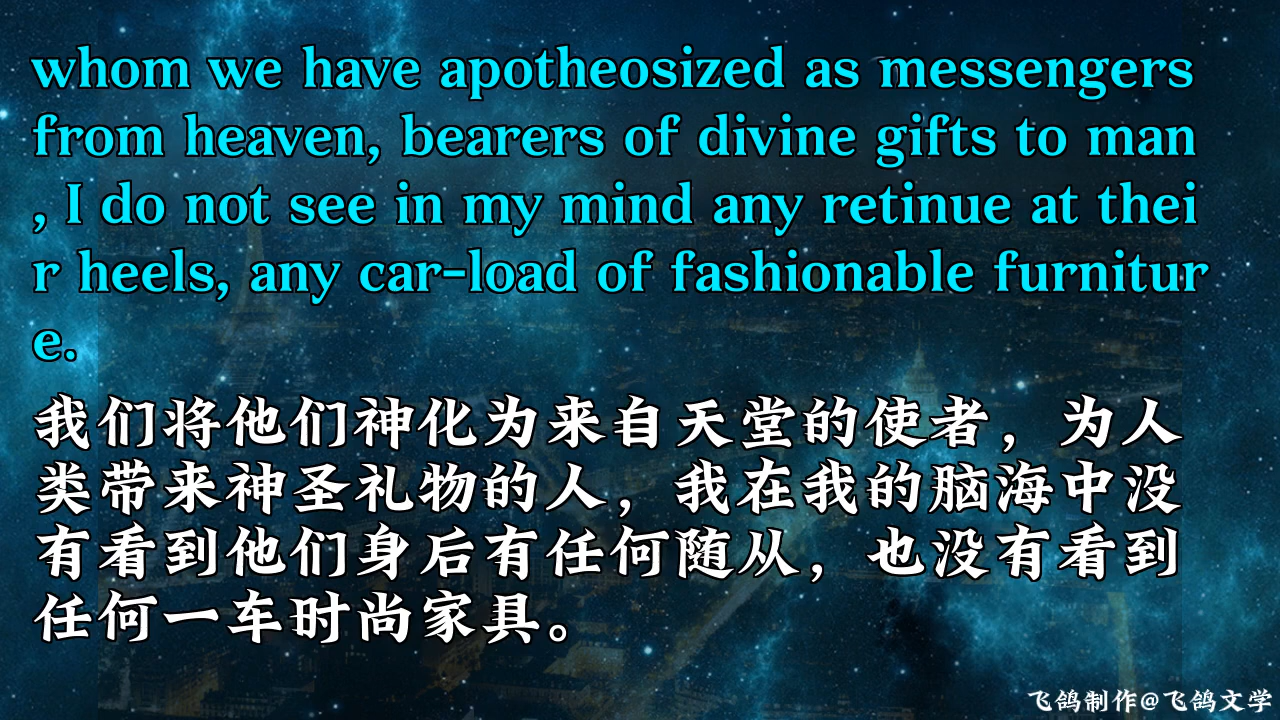 whom we have apotheosized as messengers
from heaven, bearers of divine gifts to man
, I do not see in my mind any retinue at thei
r heels, any car-load of fashionable furnitur
e.
我们将他们神化为来自天堂的使者，为人
类带来神圣礼物的人，我在我的脑海中没
有看到他们身后有任何随从，也没有看到
任何一车时尚家具。
飞鸽制作@飞鸽文学